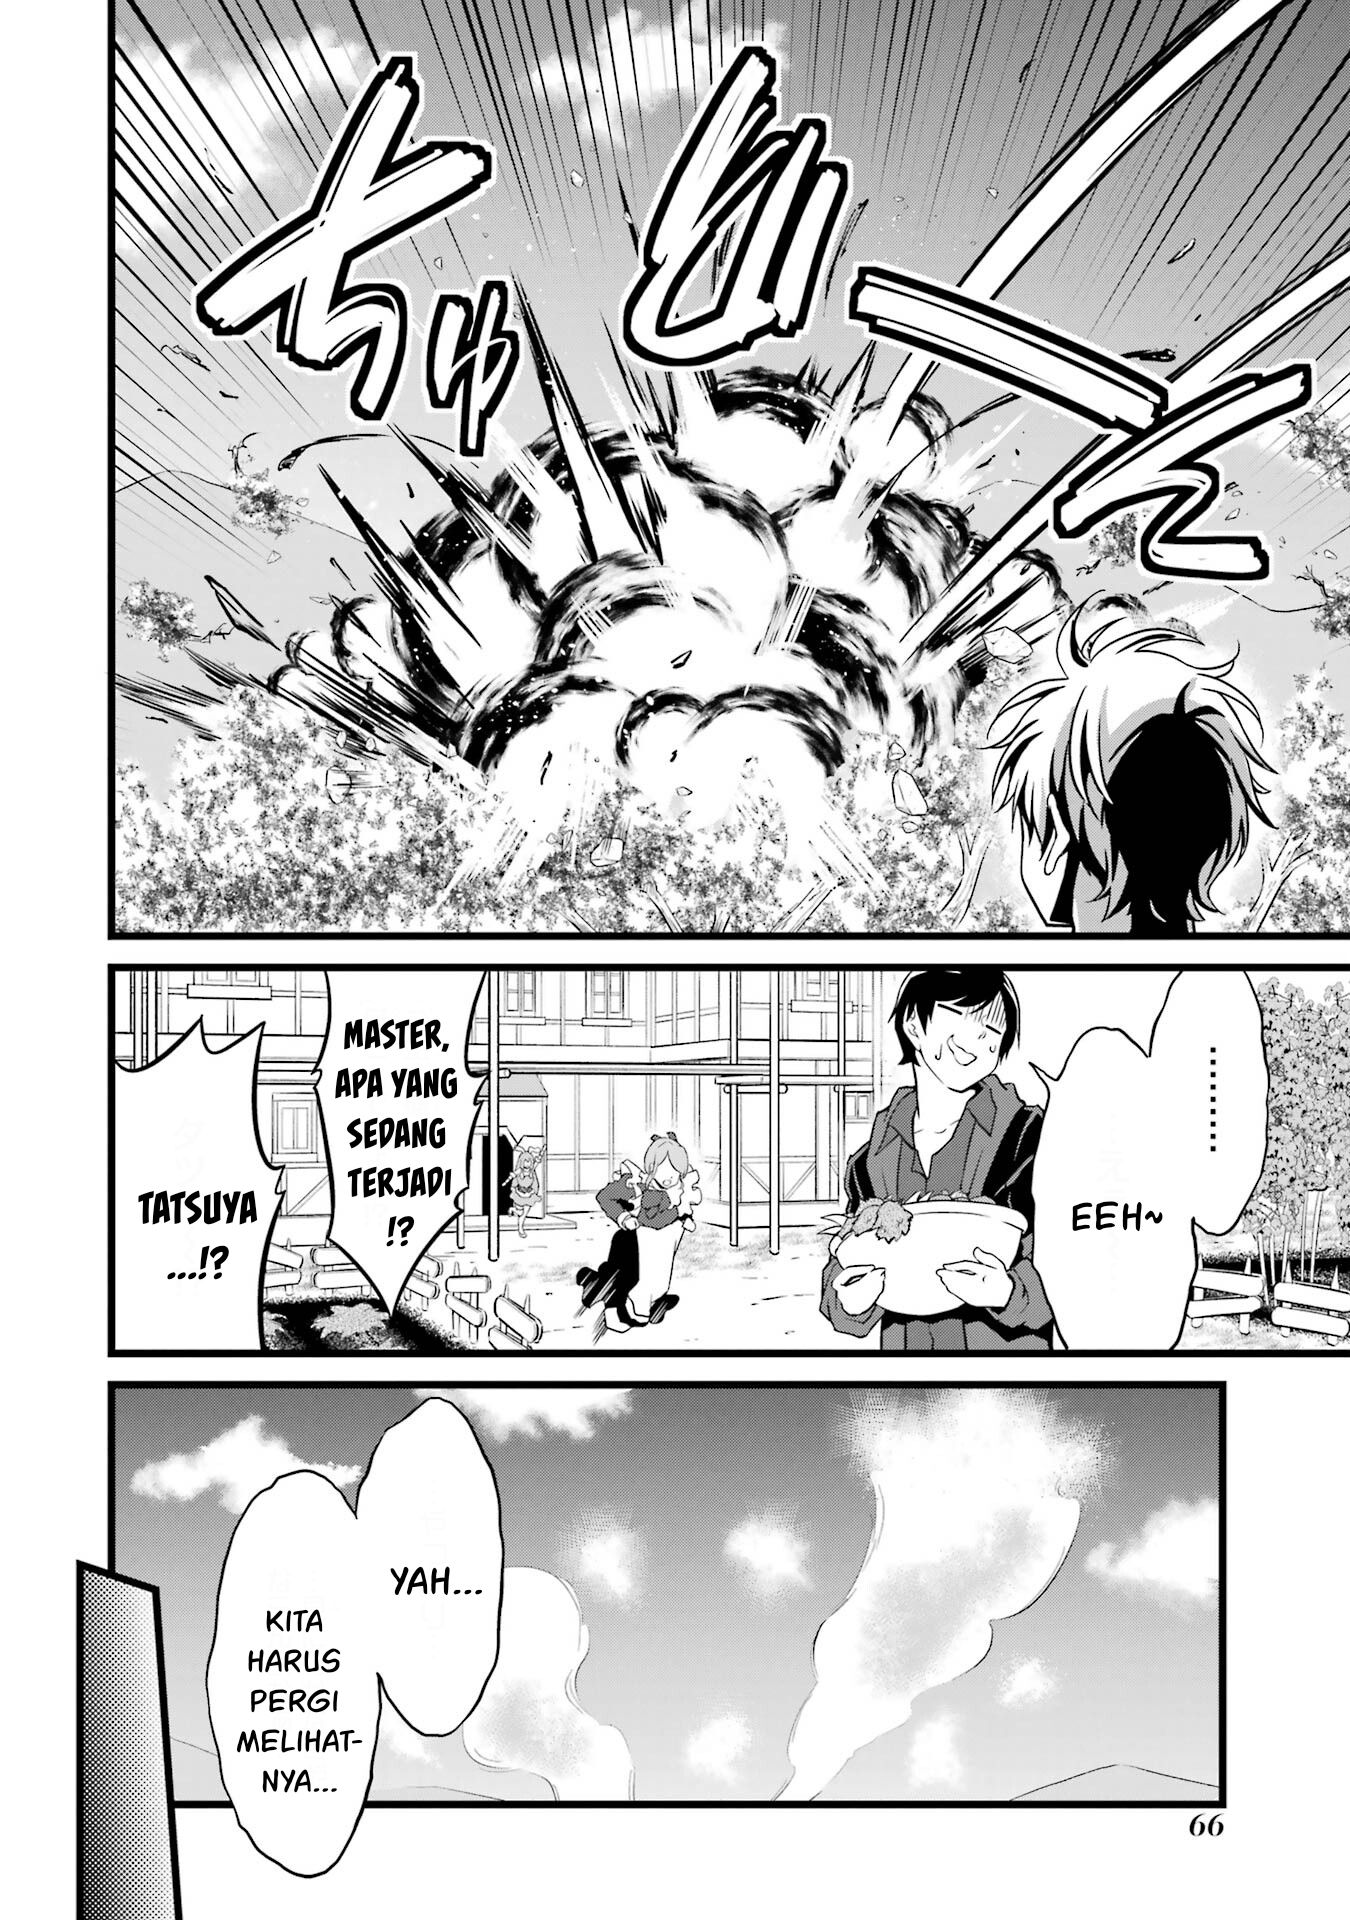 ちゅどーーん
………
EEH~
MASTER,
APA YANG
SEDANG
TERJADI
!?
TATSUYA
...!?
YAH...
KITA
HARUS
PERGI
MELIHAT-
NYA...
66